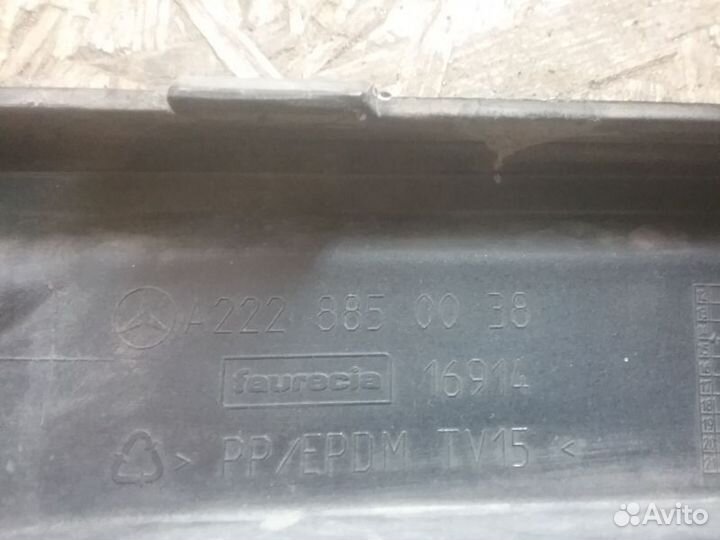 A222 885 00 38
faurecia 16914
> PP/EPDM TV15 <
Avito